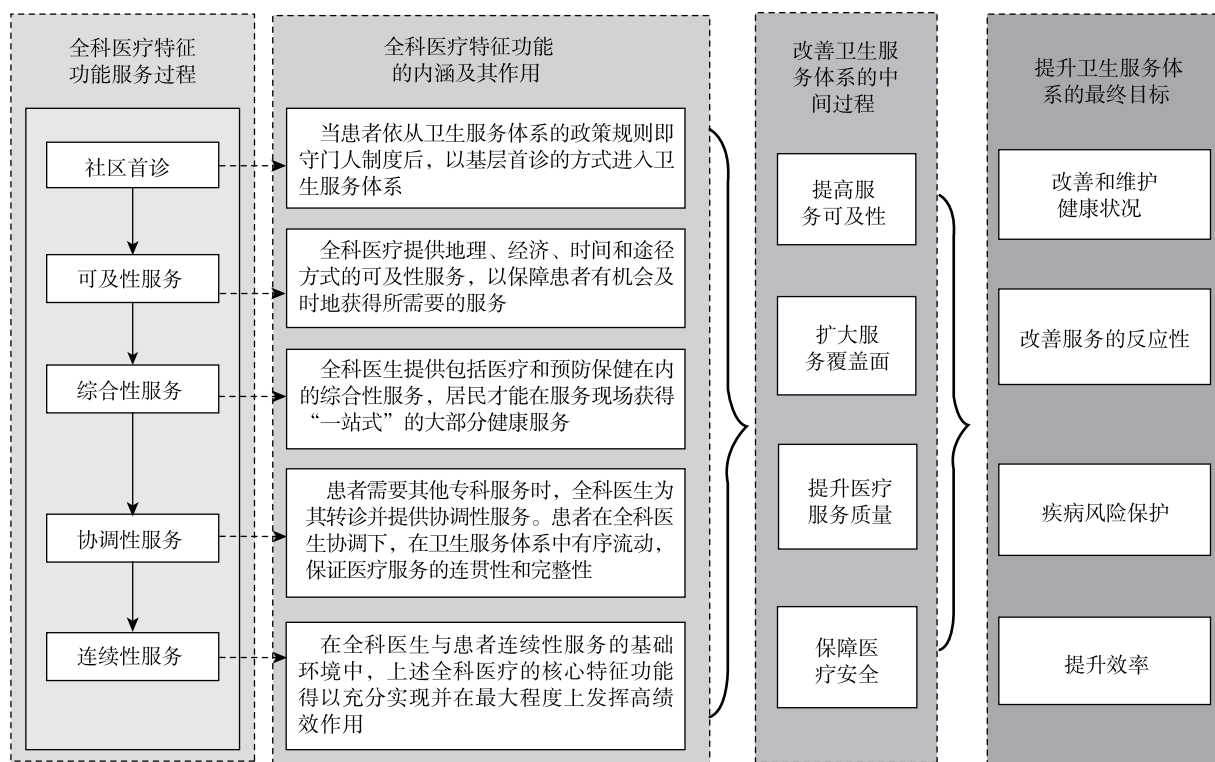 全科医疗特征
功能服务过程
社区首诊
可及性服务
综合性服务
协调性服务
连续性服务
全科医疗特征功能
的内涵及其作用
当患者依从卫生服务体系的政策规则即
守门人制度后，以基层首诊的方式进入卫
生服务体系
全科医疗提供地理、经济、时间和途径
方式的可及性服务，以保障患者有机会及
时地获得所需要的服务
全科医生提供包括医疗和预防保健在内
的综合性服务，居民才能在服务现场获得
“一站式”的大部分健康服务
患者需要其他专科服务时，全科医生为
其转诊并提供协调性服务。患者在全科医
生协调下，在卫生服务体系中有序流动，
保证医疗服务的连贯性和完整性
在全科医生与患者连续性服务的基础
环境中，上述全科医疗的核心特征功能
得以充分实现并在最大程度上发挥高绩
效作用
改善卫生服
务体系的中
间过程
提高服
务可及性
扩大服
务覆盖面
提升医疗
服务质量
保障医
疗安全
提升卫生服务体
系的最终目标
改善和维护
健康状况
改善服务的反应性
疾病风险保护
提升效率